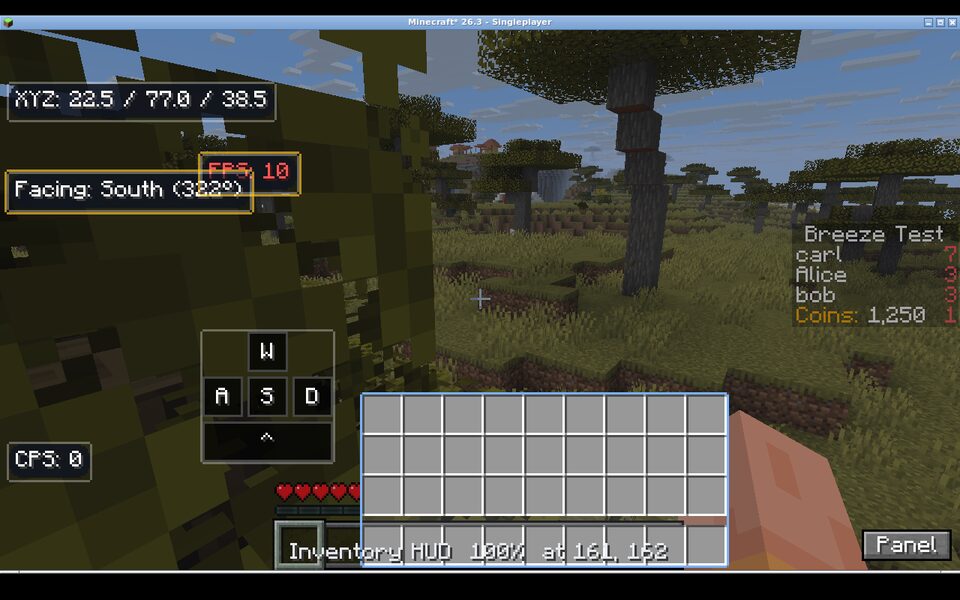 Minecraft* 26.3 - Singleplayer
XYZ: 22.5 / 77.0 / 38.5
FPS: 10
Facing: South (322°)
Breeze Test
carl 7
Alice 3
bob 3
Coins: 1,250 1
W
A S D
^
CPS: 0
Inventory HUD 100% at 161, 162
Panel